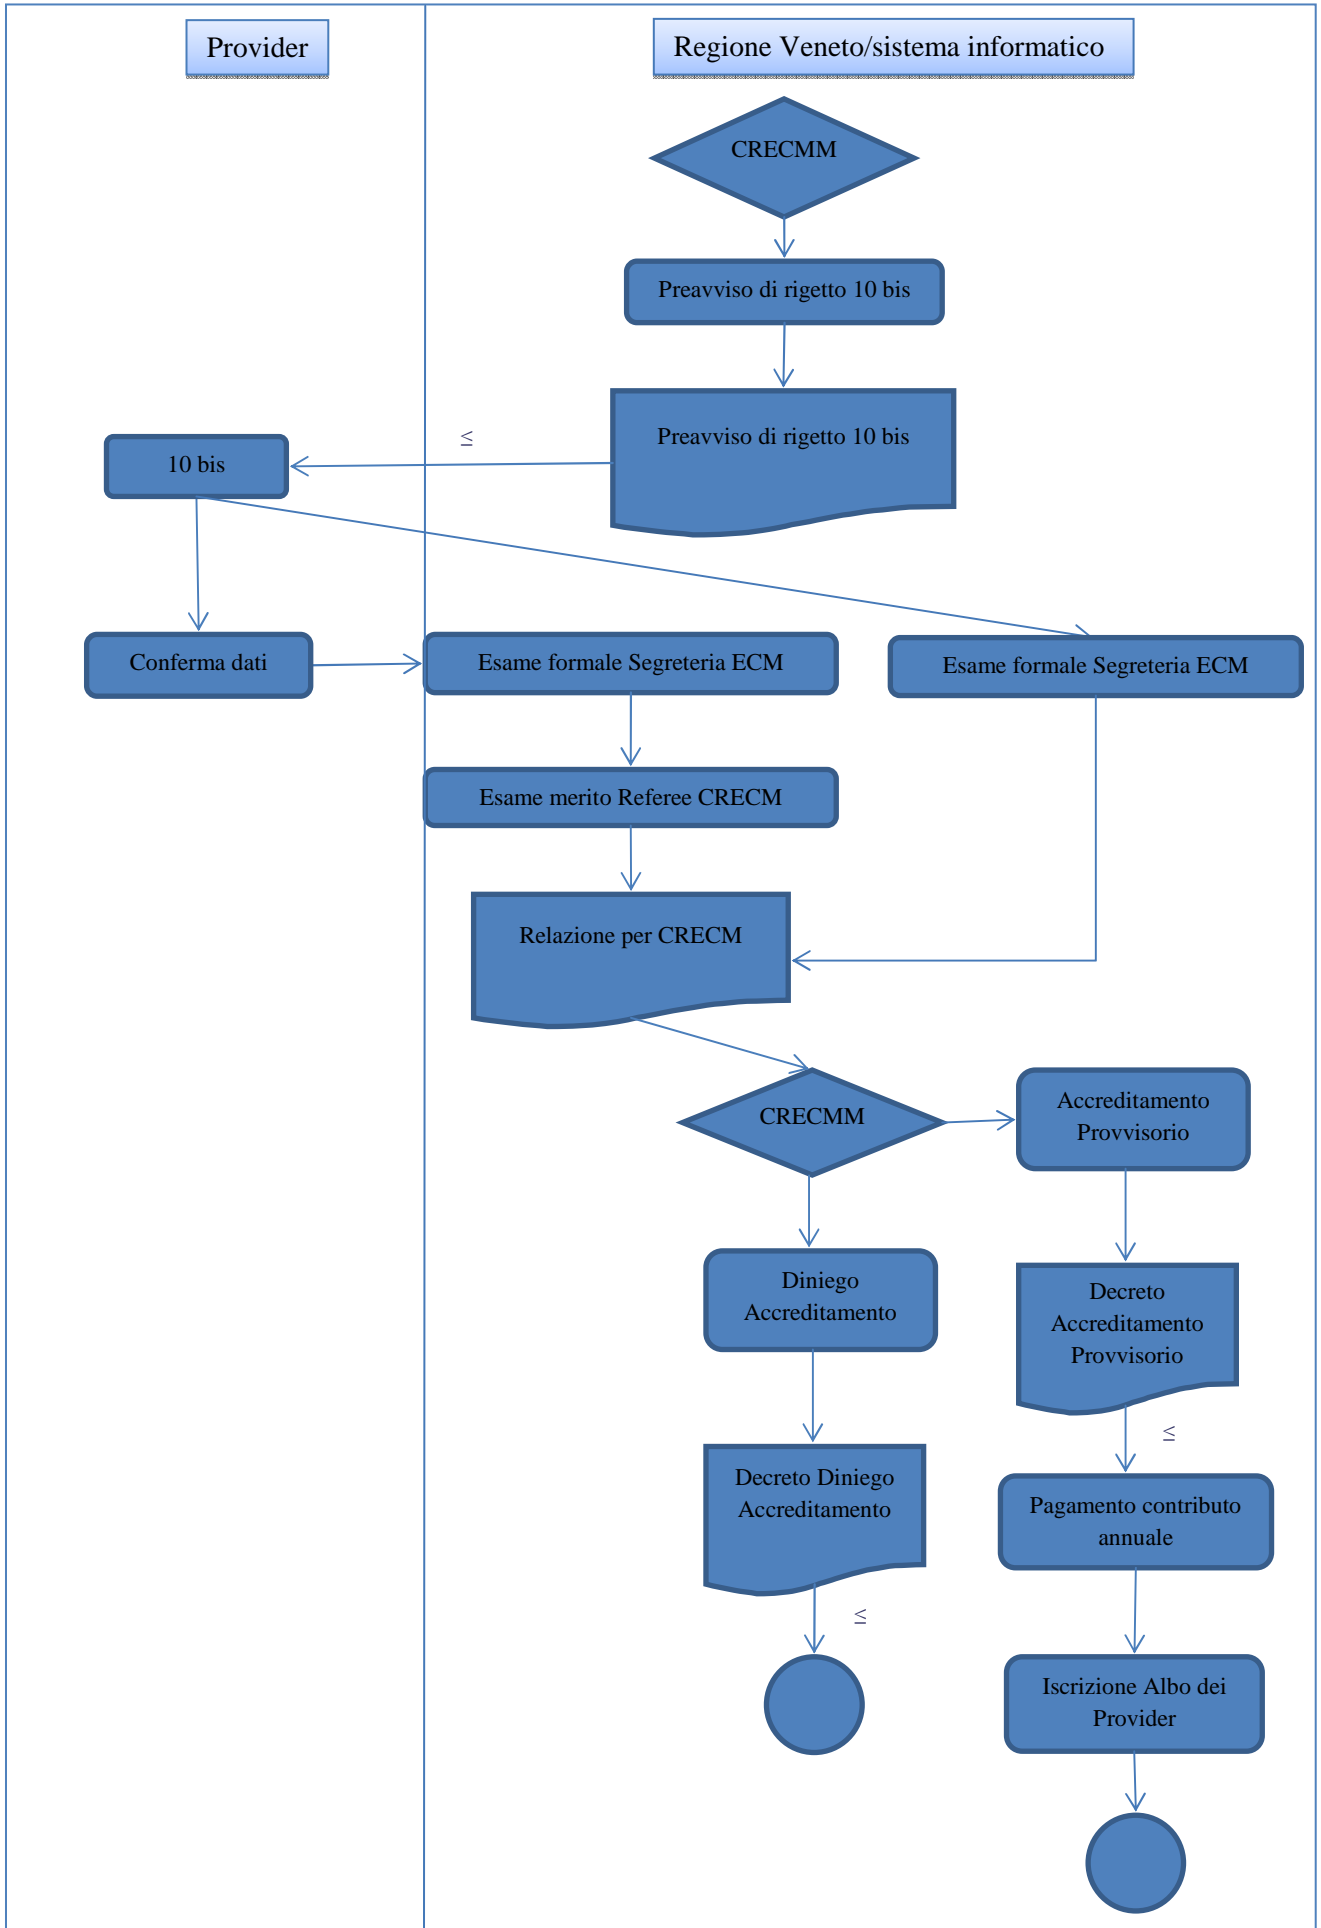 Provider
Regione Veneto/sistema informatico
CRECMM
Preavviso di rigetto 10 bis
Preavviso di rigetto 10 bis
≤
10 bis
Conferma dati
Esame formale Segreteria ECM
Esame formale Segreteria ECM
Esame merito Referee CRECM
Relazione per CRECM
CRECMM
Accreditamento
Provvisorio
Diniego
Accreditamento
Decreto
Accreditamento
Provvisorio
≤
Decreto Diniego
Accreditamento
Pagamento contributo
annuale
≤
Iscrizione Albo dei
Provider